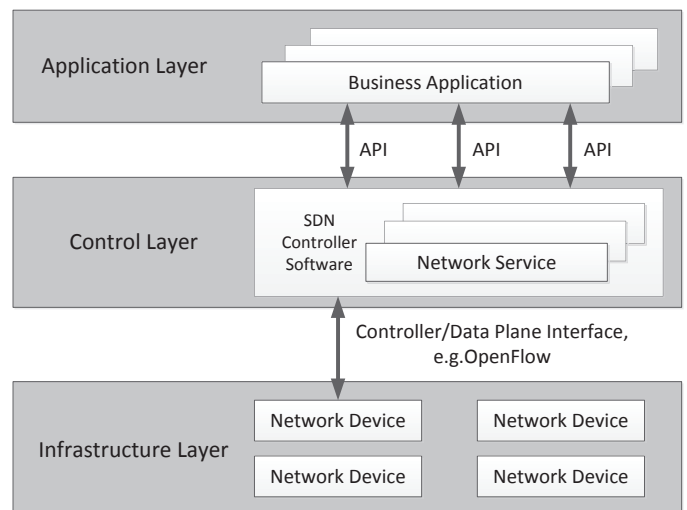 Application Layer
Business Application
API
API
API
Control Layer
SDN
Controller
Software
Network Service
Controller/Data Plane Interface,
e.g.OpenFlow
Infrastructure Layer
Network Device
Network Device
Network Device
Network Device